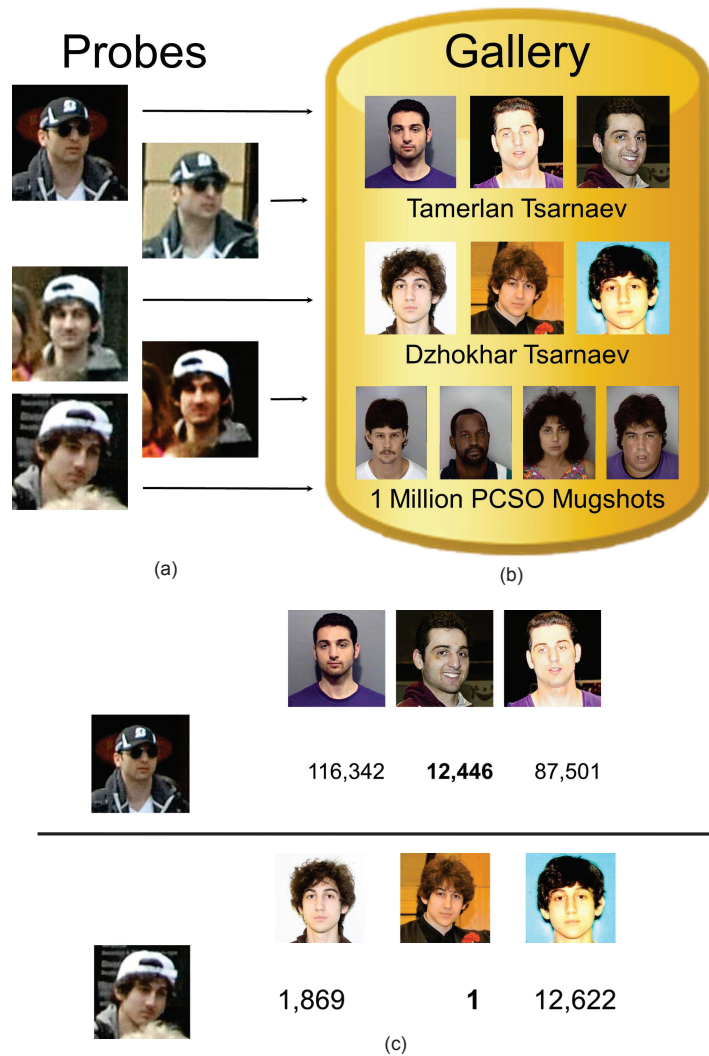 Probes
Gallery
Tamerlan Tsarnaev
Dzhokhar Tsarnaev
1 Million PCSO Mugshots
(a)
(b)
116,342 12,446 87,501
1,869 1 12,622
(c)